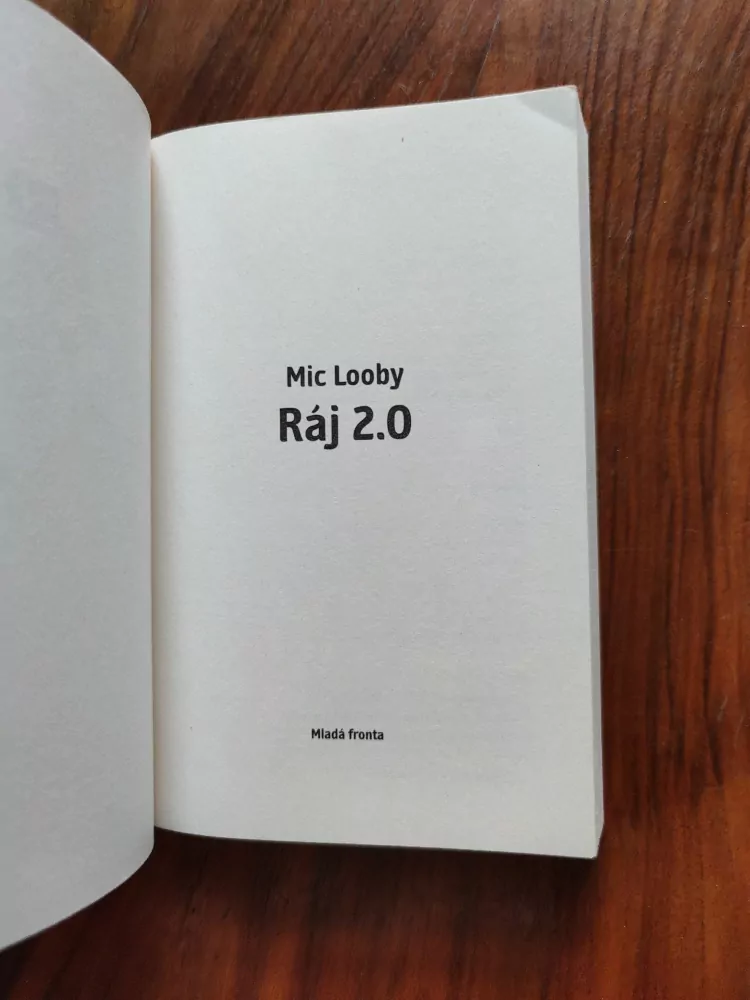 Mic Looby
Ráj 2.0
Mladá fronta